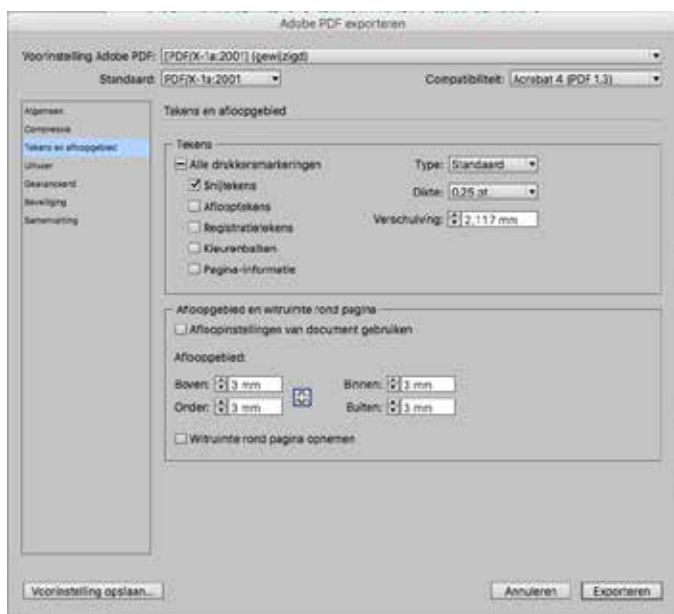 Adobe PDF exporteren
Voorinstelling Adobe PDF: [PDF/X-1a:2001] (gewijzigd)
Standaard: PDF/X-1a:2001 Compatibiliteit: Acrobat 4 (PDF 1.3)
Algemeen
Compressie
Tekens en afloopgebied
Uitvoer
Geavanceerd
Beveiliging
Samenvatting
Tekens en afloopgebied
Tekens
Alle drukkersmarkeringen Type: Standaard
Snijtekens Dikte: 0,25 pt
Aflooptekens Verschuiving: 2,117 mm
Registratietekens
Kleurenbalken
Pagina-informatie
Afloopgebied en witruimte rond pagina
Afloopinstellingen van document gebruiken
Afloopgebied:
Boven: 3 mm Binnen: 3 mm
Onder: 3 mm Buiten: 3 mm
Witruimte rond pagina opnemen
Voorinstelling opslaan... Annuleren Exporteren